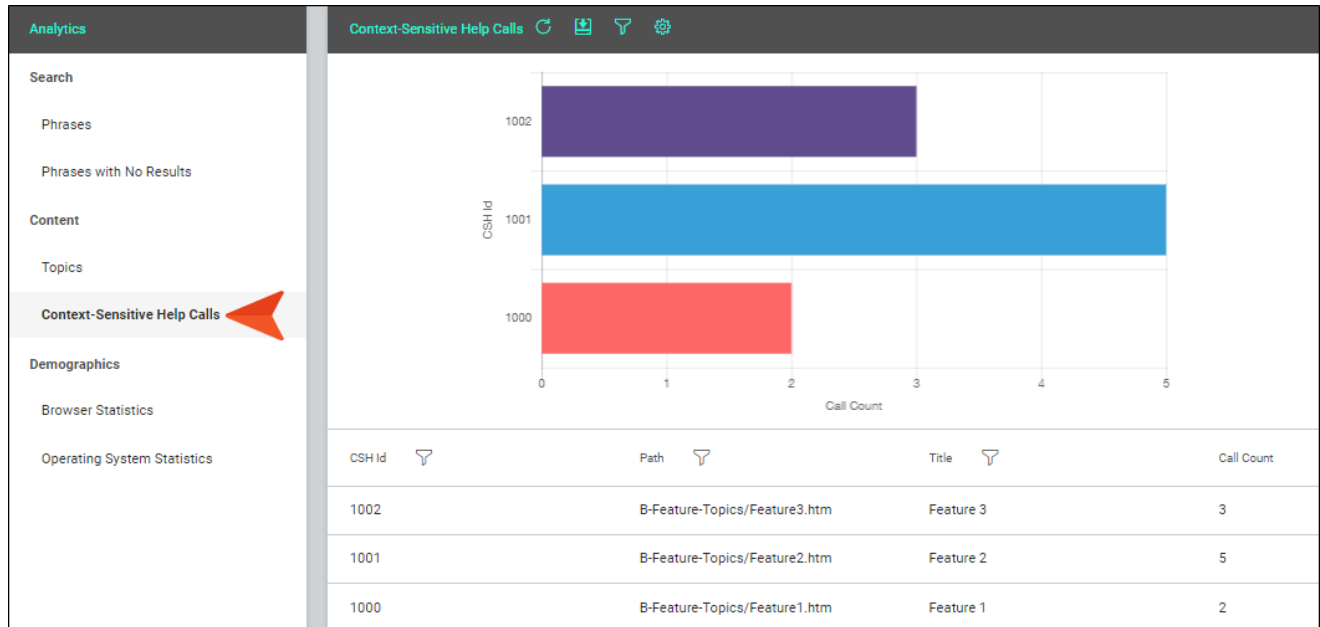 Analytics
Search
Phrases
Phrases with No Results
Content
Topics
Context-Sensitive Help Calls
Demographics
Browser Statistics
Operating System Statistics
Context-Sensitive Help Calls
1002
1001
1000
CSH Id
0 1 2 3 4 5
Call Count
CSH Id Path Title Call Count
1002 B-Feature-Topics/Feature3.htm Feature 3 3
1001 B-Feature-Topics/Feature2.htm Feature 2 5
1000 B-Feature-Topics/Feature1.htm Feature 1 2